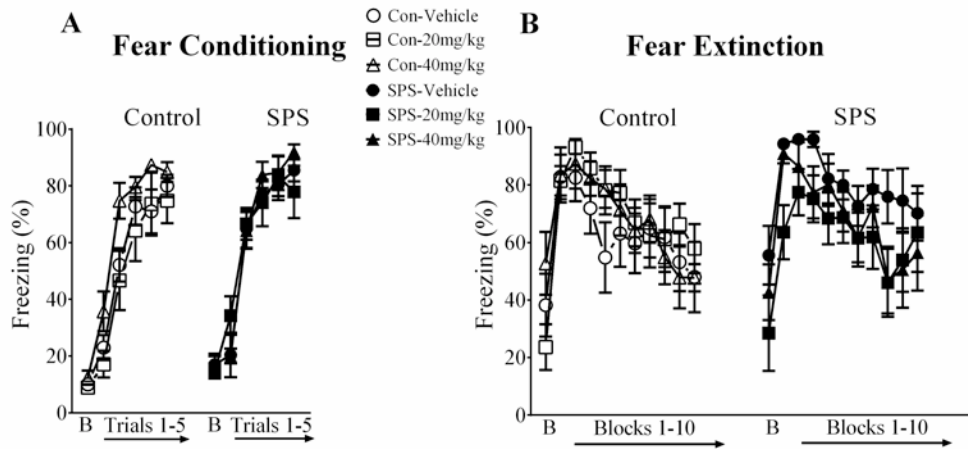 A
Fear Conditioning
Con-Vehicle
Con-20mg/kg
Con-40mg/kg
SPS-Vehicle
SPS-20mg/kg
SPS-40mg/kg
B
Fear Extinction
Control
SPS
Freezing (%)
100
80
60
40
20
0
B
Trials 1-5
B
Trials 1-5
Control
SPS
Freezing (%)
100
80
60
40
20
0
B
Blocks 1-10
B
Blocks 1-10